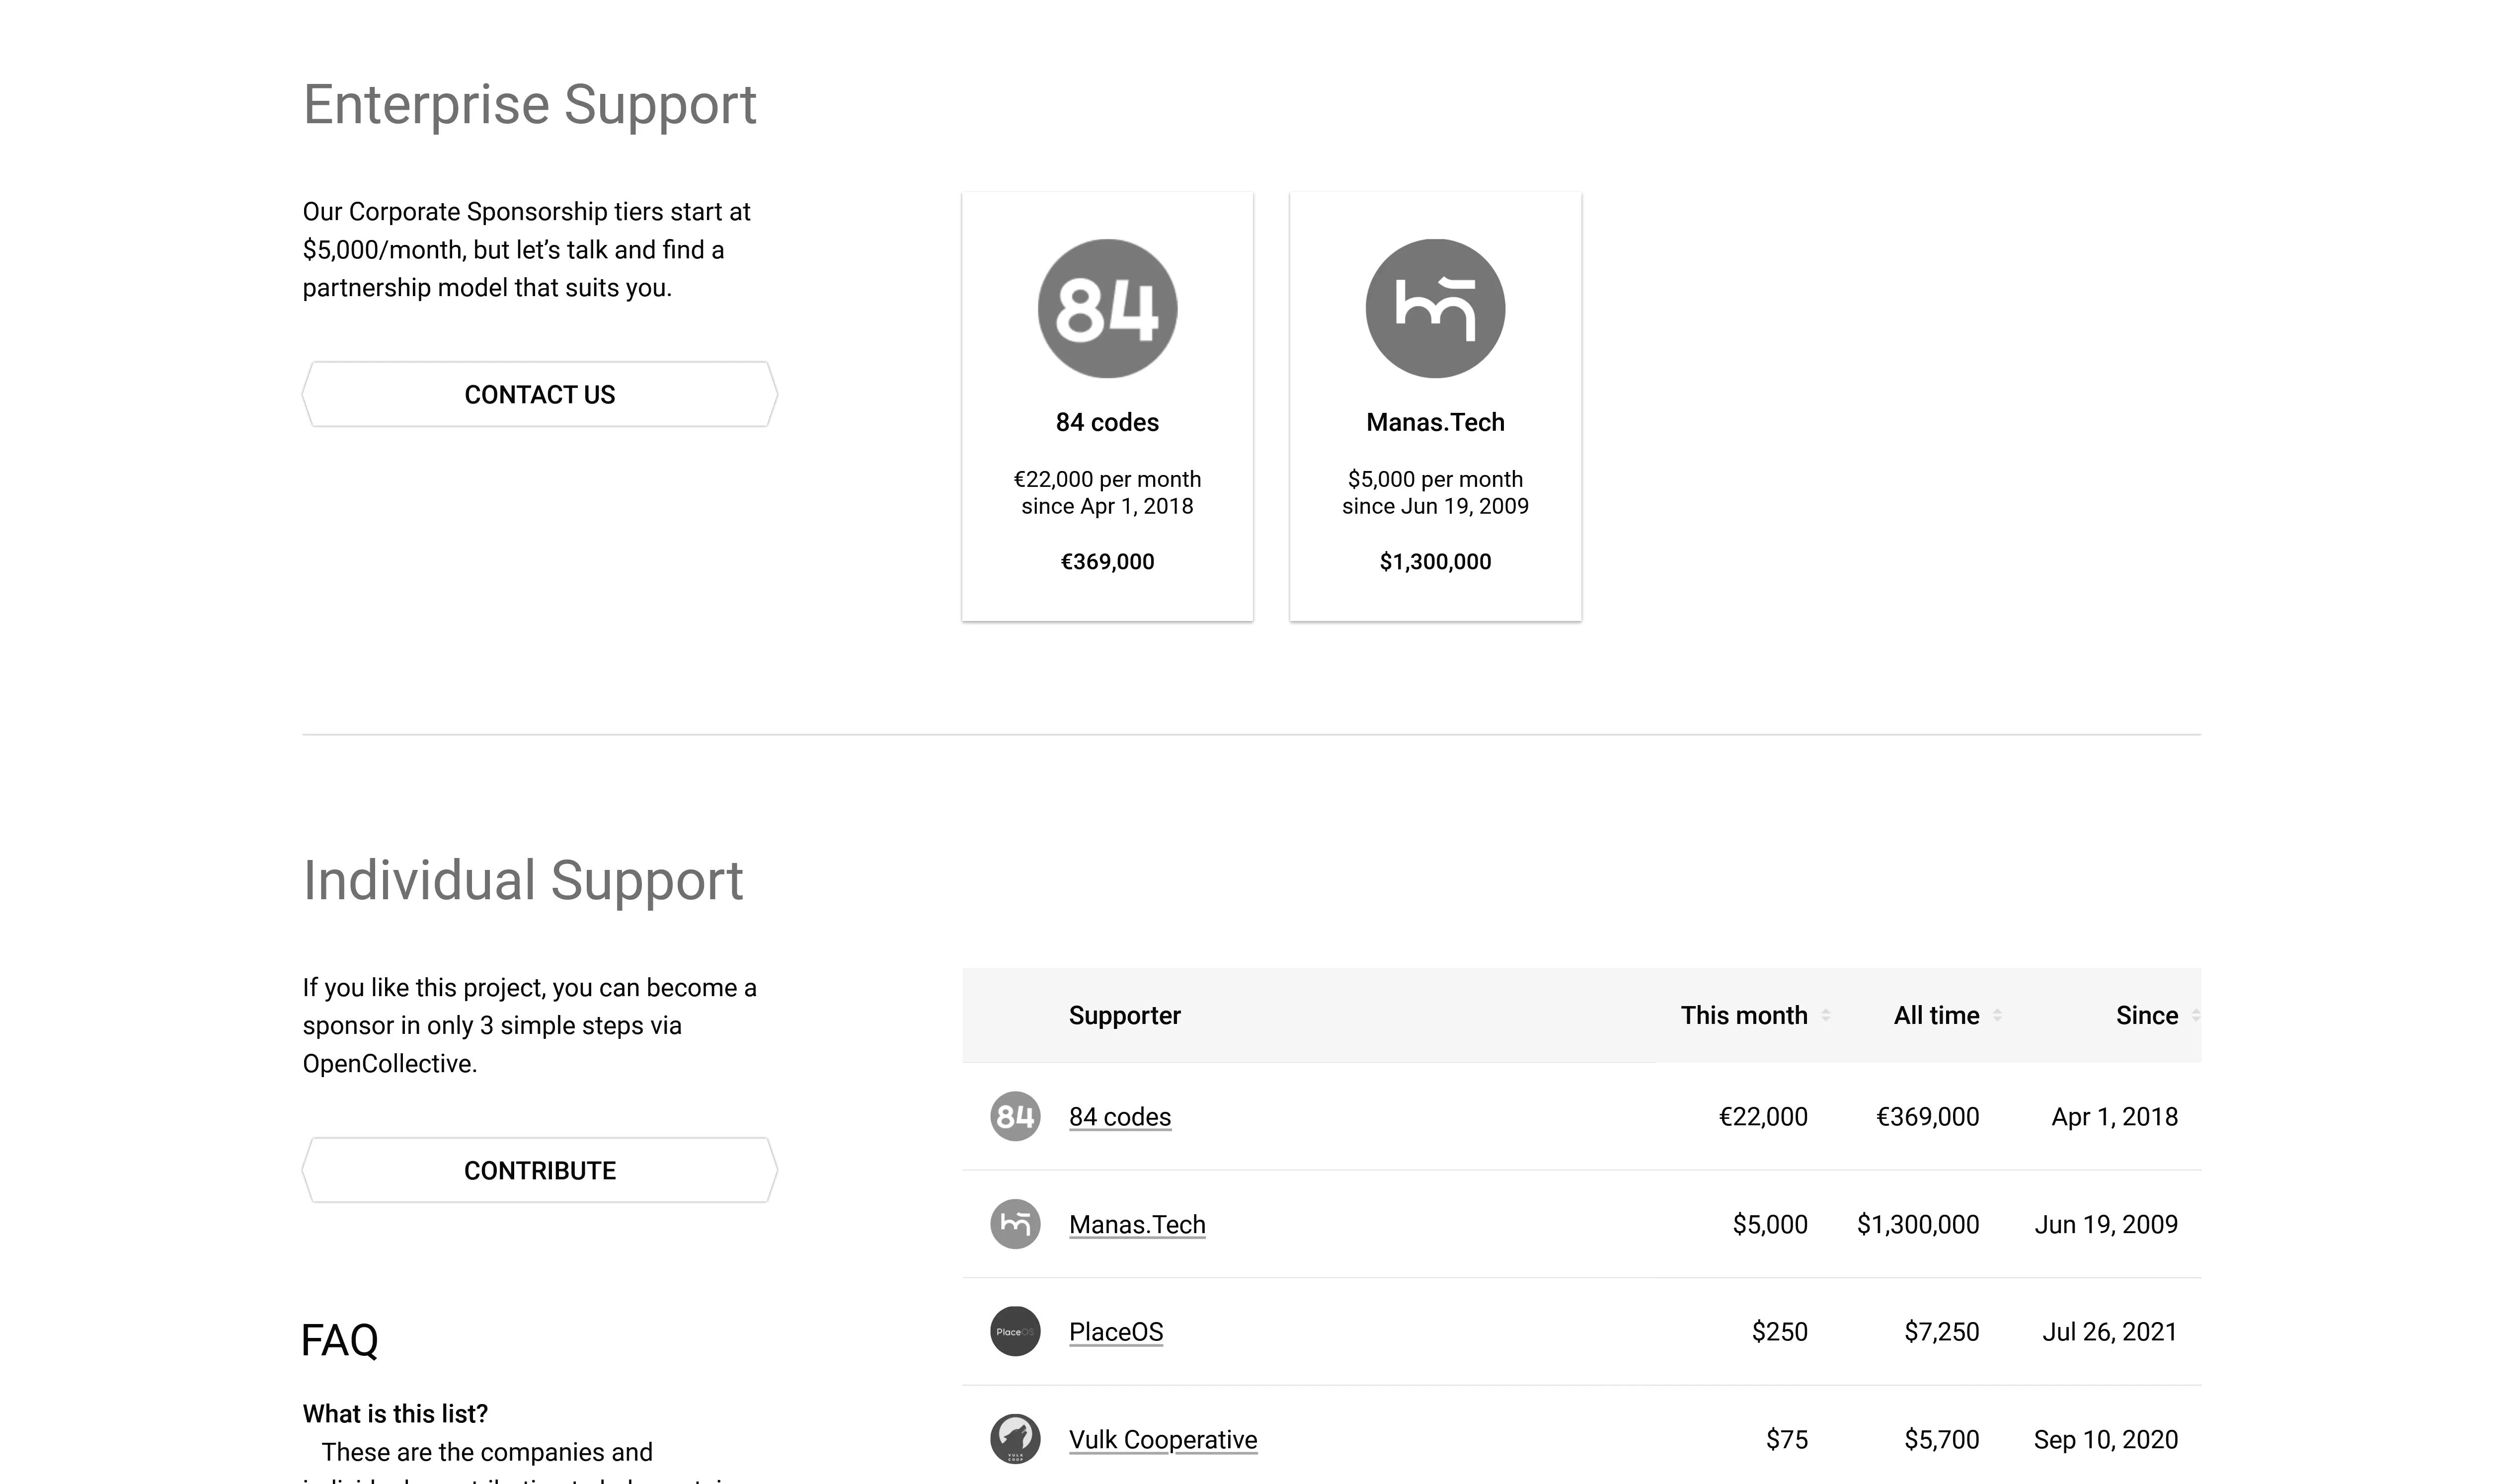 Enterprise Support
Our Corporate Sponsorship tiers start at
$5,000/month, but let’s talk and find a
partnership model that suits you.
CONTACT US
84
84 codes
€22,000 per month
since Apr 1, 2018
€369,000
Manas.Tech
$5,000 per month
since Jun 19, 2009
$1,300,000
Individual Support
If you like this project, you can become a
sponsor in only 3 simple steps via
OpenCollective.
CONTRIBUTE
FAQ
What is this list?
These are the companies and
Supporter This month All time Since
84 84 codes €22,000 €369,000 Apr 1, 2018
Manas.Tech $5,000 $1,300,000 Jun 19, 2009
PlaceOS PlaceOS $250 $7,250 Jul 26, 2021
Vulk Cooperative $75 $5,700 Sep 10, 2020